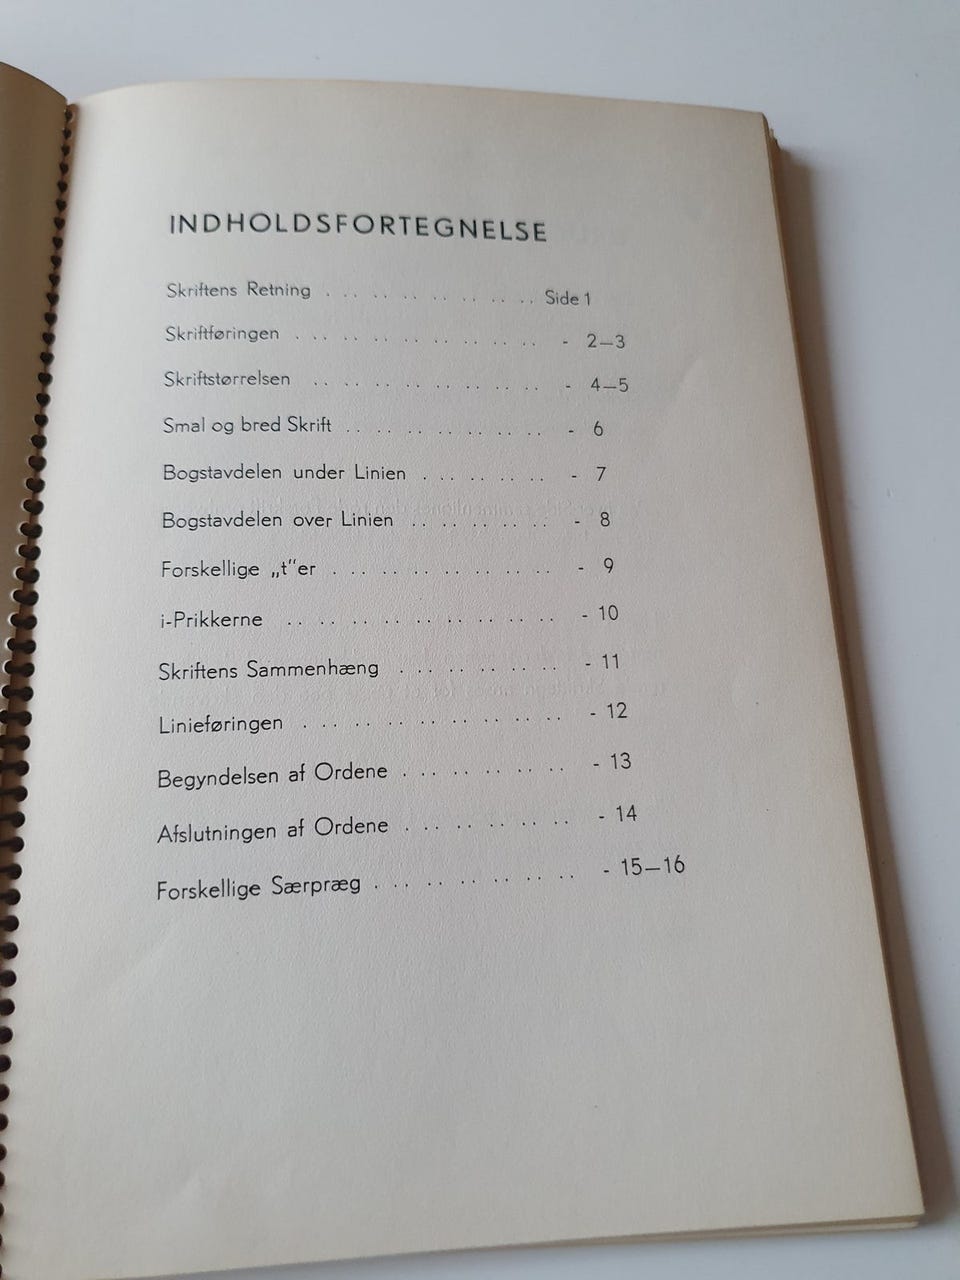 INDHOLDSFORTEGNELSE
Skriftens Retning . . . . . . . . . . . . . . . Side 1
Skriftføringen . . . . . . . . . . . . . . . . . - 2—3
Skriftstørrelsen . . . . . . . . . . . . . . . . - 4—5
Smal og bred Skrift . . . . . . . . . . . . . . - 6
Bogstavdelen under Linien . . . . . . . . . - 7
Bogstavdelen over Linien . . . . . . . . . . - 8
Forskellige „t“er . . . . . . . . . . . . . . . - 9
i-Prikkerne . . . . . . . . . . . . . . . . . . - 10
Skriftens Sammenhæng . . . . . . . . . . . - 11
Linieføringen . . . . . . . . . . . . . . . . . - 12
Begyndelsen af Ordene . . . . . . . . . . . - 13
Afslutningen af Ordene . . . . . . . . . . . - 14
Forskellige Særpræg . . . . . . . . . . . . . - 15—16